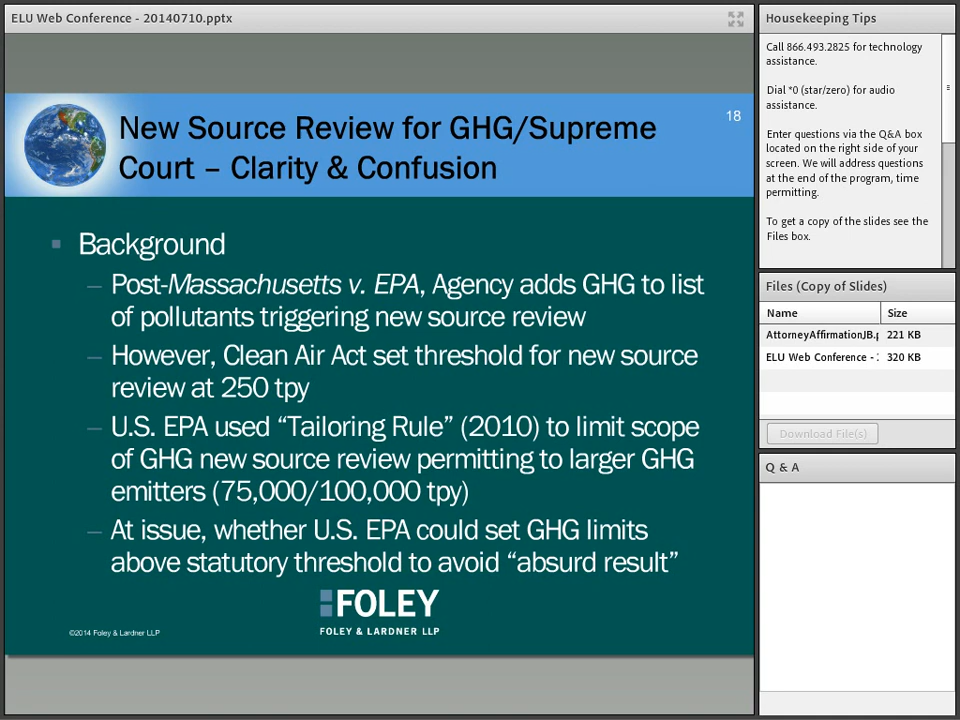 ELU Web Conference - 20140710.pptx
18
New Source Review for GHG/Supreme
Court – Clarity & Confusion
▪ Background
– Post-Massachusetts v. EPA, Agency adds GHG to list
of pollutants triggering new source review
– However, Clean Air Act set threshold for new source
review at 250 tpy
– U.S. EPA used “Tailoring Rule” (2010) to limit scope
of GHG new source review permitting to larger GHG
emitters (75,000/100,000 tpy)
– At issue, whether U.S. EPA could set GHG limits
above statutory threshold to avoid “absurd result”
FOLEY
FOLEY & LARDNER LLP
©2014 Foley & Lardner LLP
Housekeeping Tips
Call 866.493.2825 for technology
assistance.
Dial *0 (star/zero) for audio
assistance.
Enter questions via the Q&A box
located on the right side of your
screen. We will address questions
at the end of the program, time
permitting.
To get a copy of the slides see the
Files box.
Files (Copy of Slides)
Name Size
AttorneyAffirmationJB.p 221 KB
ELU Web Conference - 320 KB
Download File(s)
Q & A